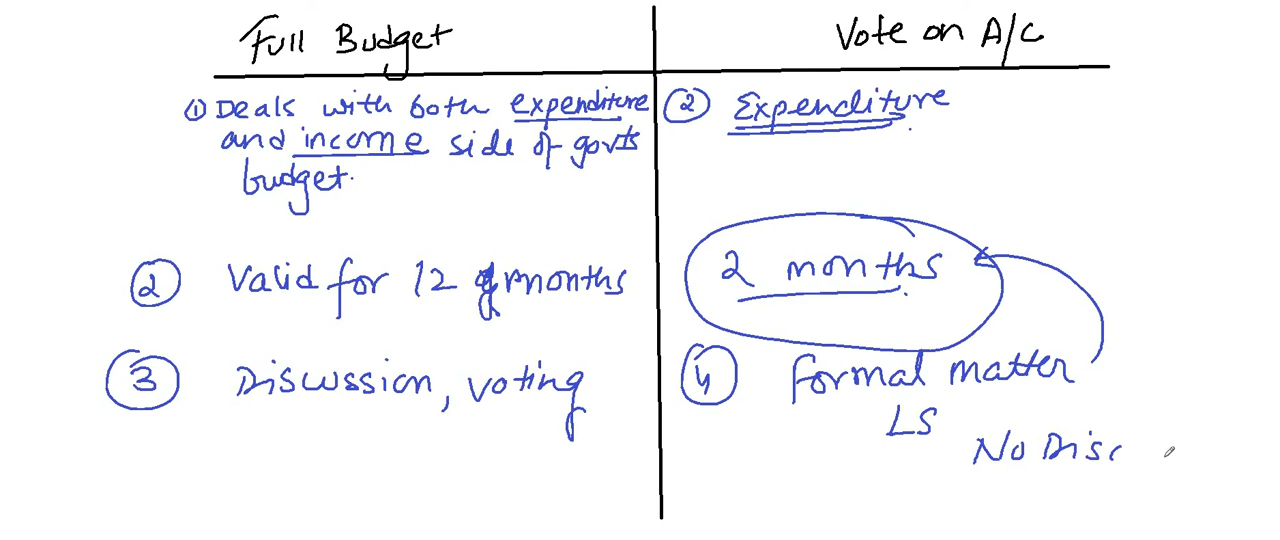 Full Budget
Vote on A/C
① Deals with both expenditure
and income side of govts
budget.
② Expenditure
② Valid for 12 months
2 months
③ Discussion, voting
④ formal matter
LS
No Disc